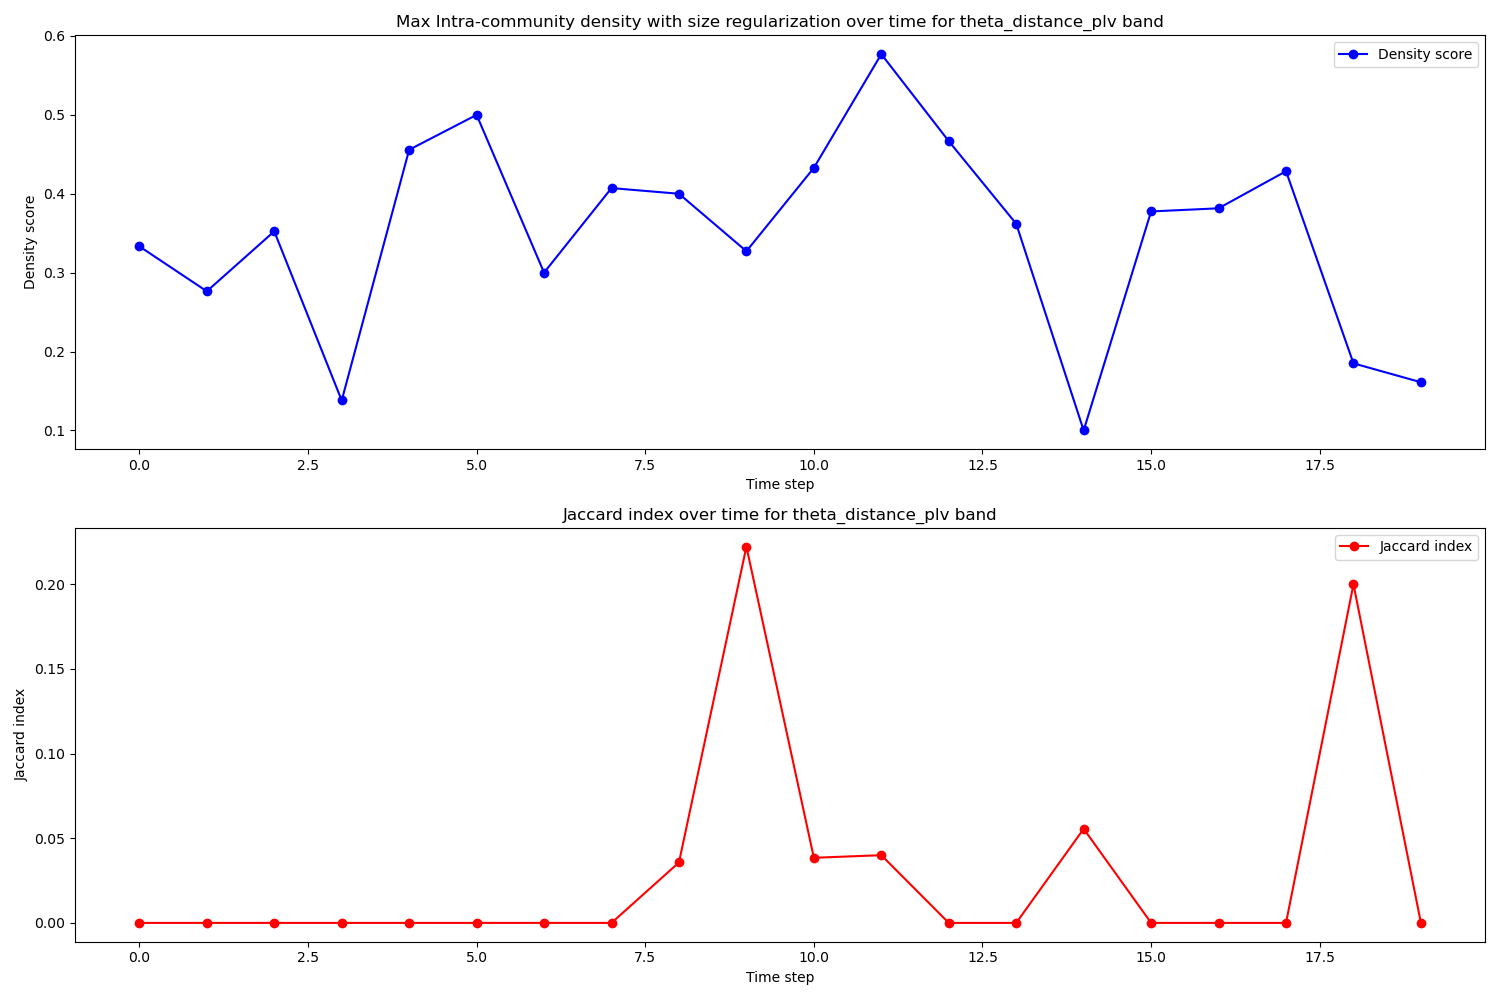 Max Intra-community density with size regularization over time for theta_distance_plv band
0.6
0.5
0.4
0.3
0.2
0.1
Density score
Density score
0.0 2.5 5.0 7.5 10.0 12.5 15.0 17.5
Time step
Jaccard index over time for theta_distance_plv band
0.20
0.15
0.10
0.05
0.00
Jaccard index
Jaccard index
0.0 2.5 5.0 7.5 10.0 12.5 15.0 17.5
Time step